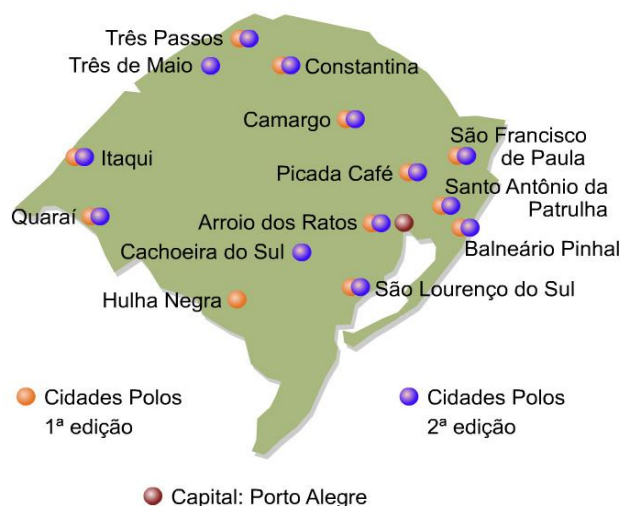 Três Passos
Três de Maio
Constantina
Camargo
São Francisco
de Paula
Itaqui
Picada Café
Santo Antônio da
Patrulha
Quaraí
Arroio dos Ratos
Balneário Pinhal
Cachoeira do Sul
Hulha Negra
São Lourenço do Sul
Cidades Polos
1ª edição
Cidades Polos
2ª edição
Capital: Porto Alegre